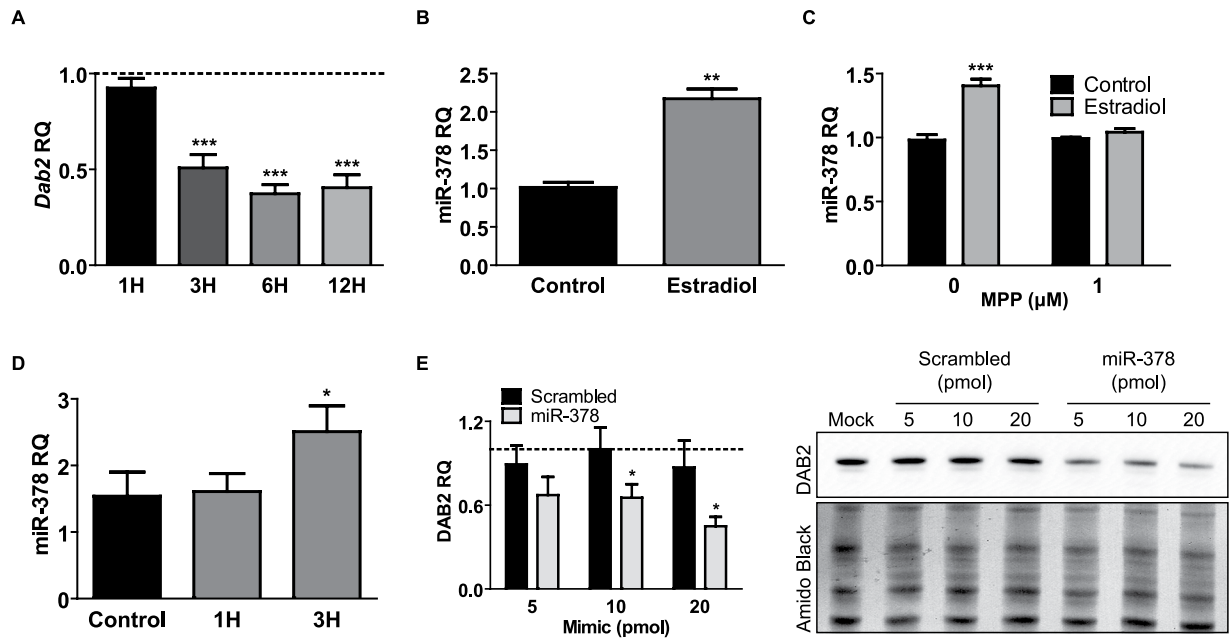 A
Dab2 RQ
1.0
0.5
0.0
***
***
***
1H 3H 6H 12H
B
miR-378 RQ
2.5
2.0
1.5
1.0
0.5
0.0
**
Control Estradiol
C
miR-378 RQ
1.5
1.0
0.5
0.0
***
Control
Estradiol
0 1
MPP (µM)
D
miR-378 RQ
3
2
1
0
*
Control 1H 3H
E
Scrambled
miR-378
DAB2 RQ
1.2
0.6
0.0
*
*
5 10 20
Mimic (pmol)
Scrambled
(pmol)
miR-378
(pmol)
Mock 5 10 20 5 10 20
DAB2
Amido Black